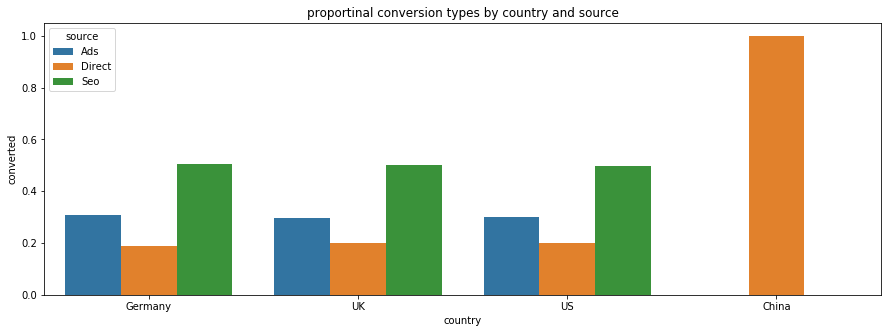 proportinal conversion types by country and source
source
Ads
Direct
Seo
converted
1.0
0.8
0.6
0.4
0.2
0.0
Germany
UK
US
China
country